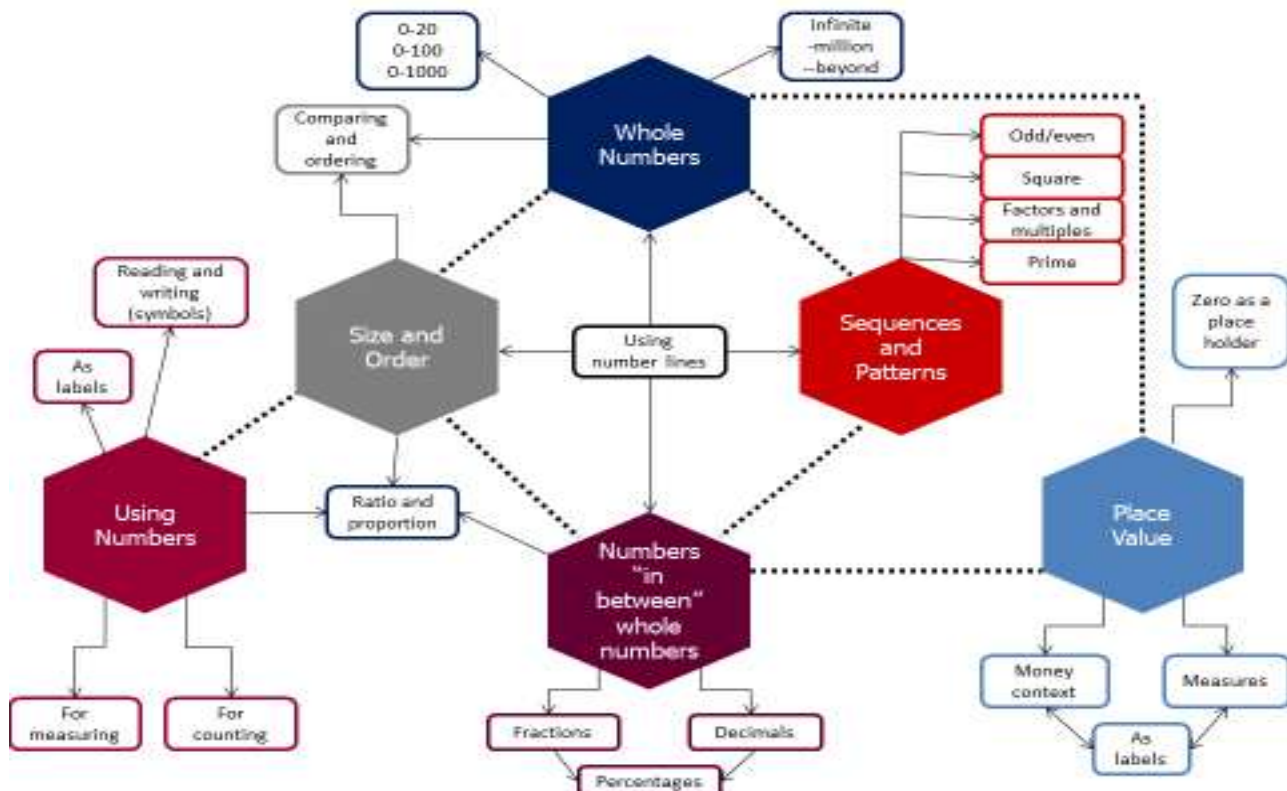 0-20
0-100
0-1000
Infinite
-million
--beyond
Whole
Numbers
Comparing
and
ordering
Odd/even
Square
Factors and
multiples
Prime
Reading and
writing
(symbols)
Size and
Order
Using
number lines
Sequences
and
Patterns
Zero as a
place
holder
As
labels
Using
Numbers
Ratio and
proportion
Numbers
"in
between"
whole
numbers
Place
Value
For
measuring
For
counting
Fractions
Decimals
Percentages
Money
context
Measures
As
labels